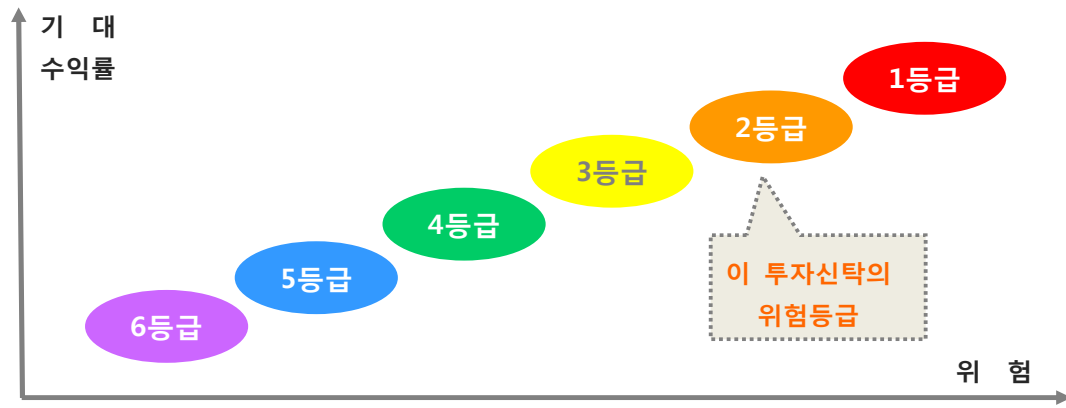 기 대
수익률
1등급
2등급
3등급
4등급
5등급
6등급
이 투자신탁의
위험등급
위 험